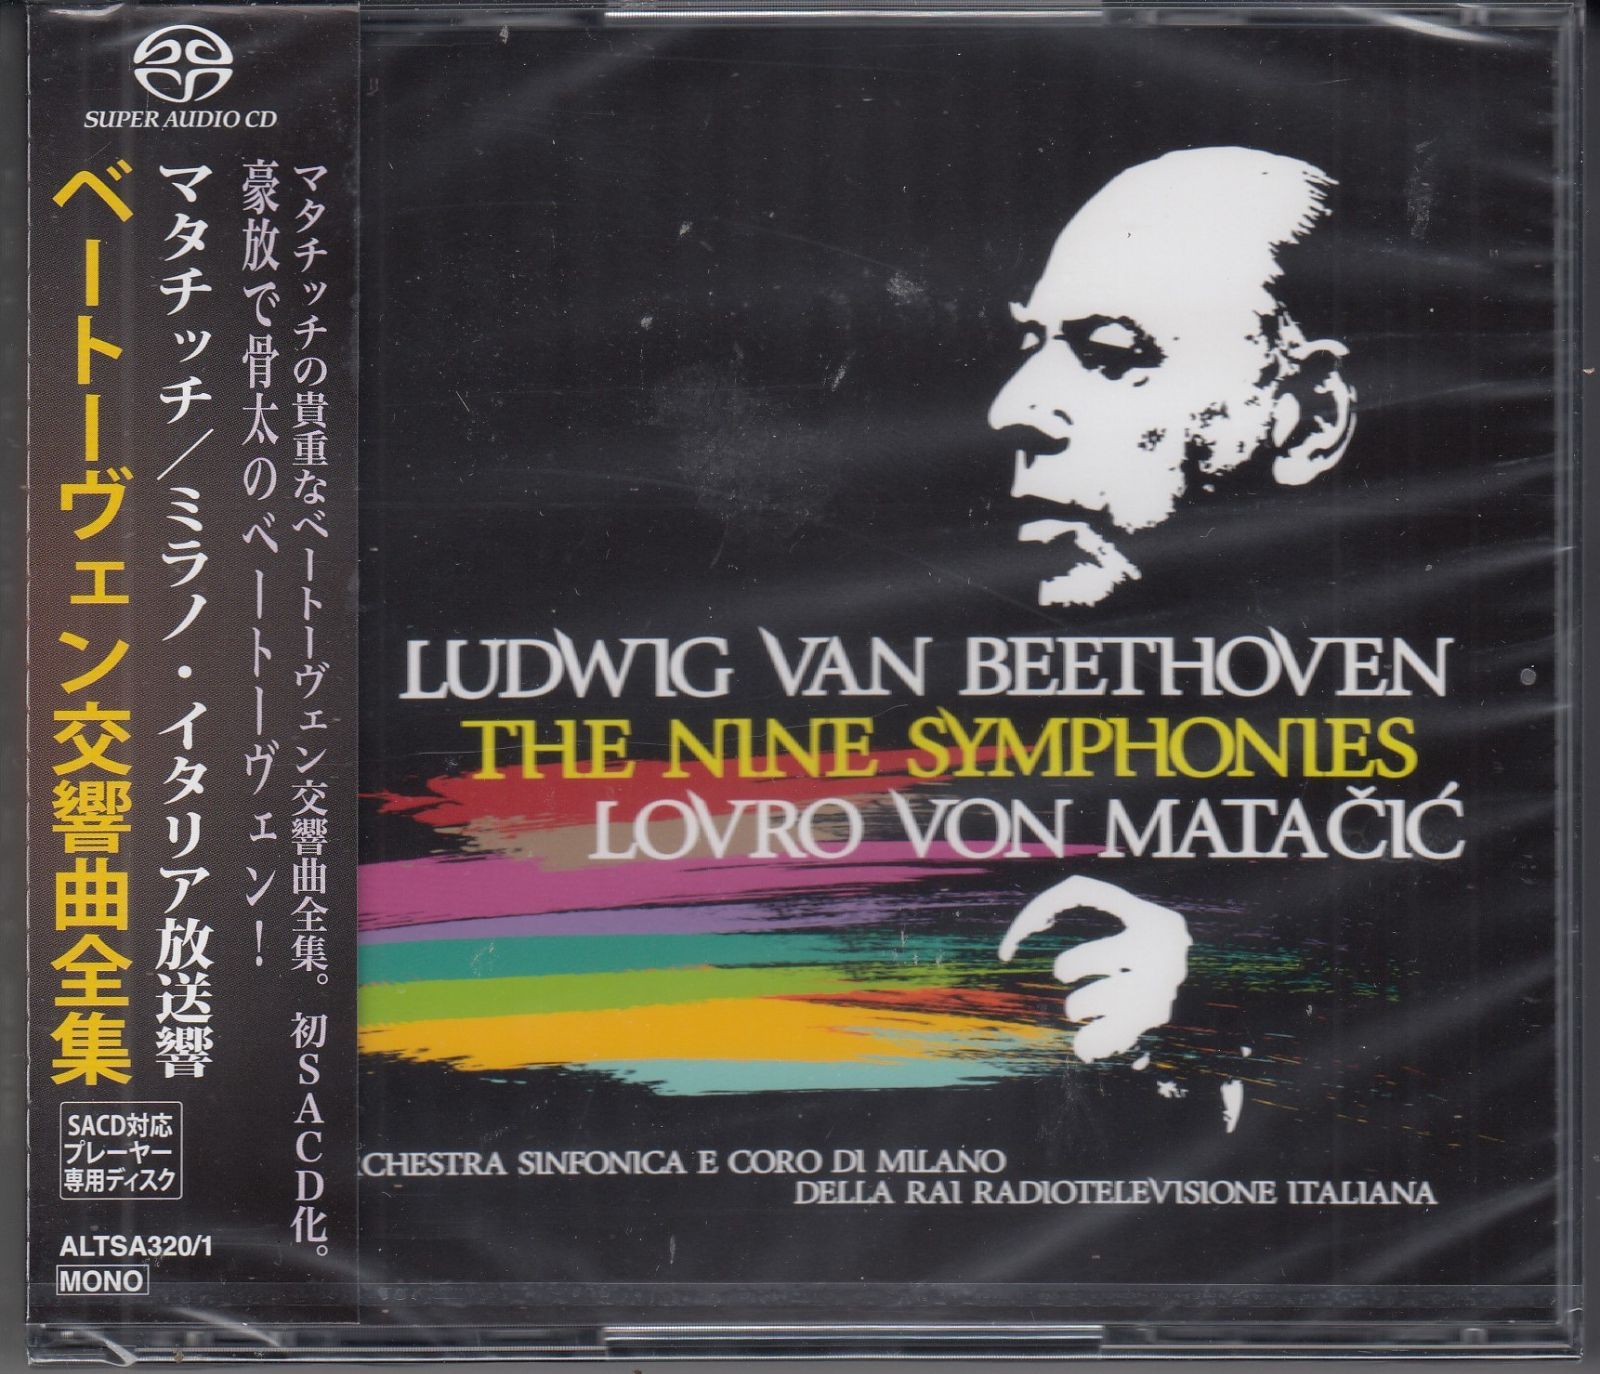 SUPER AUDIO CD
マタチッチの貴重なベートーヴェン交響曲全集。初SACD化。
豪放で骨太のベートーヴェン！
マタチッチ／ミラノ・イタリア放送響
ベートーヴェン交響曲全集
SACD対応
プレーヤー
専用ディスク
ALTSA320/1
MONO
LUDWIG VAN BEETHOVEN
THE NINE SYMPHONIES
LOVRO VON MATAČIĆ
CHESTRA SINFONICA E CORO DI MILANO
DELLA RAI RADIOTELEVISIONE ITALIANA